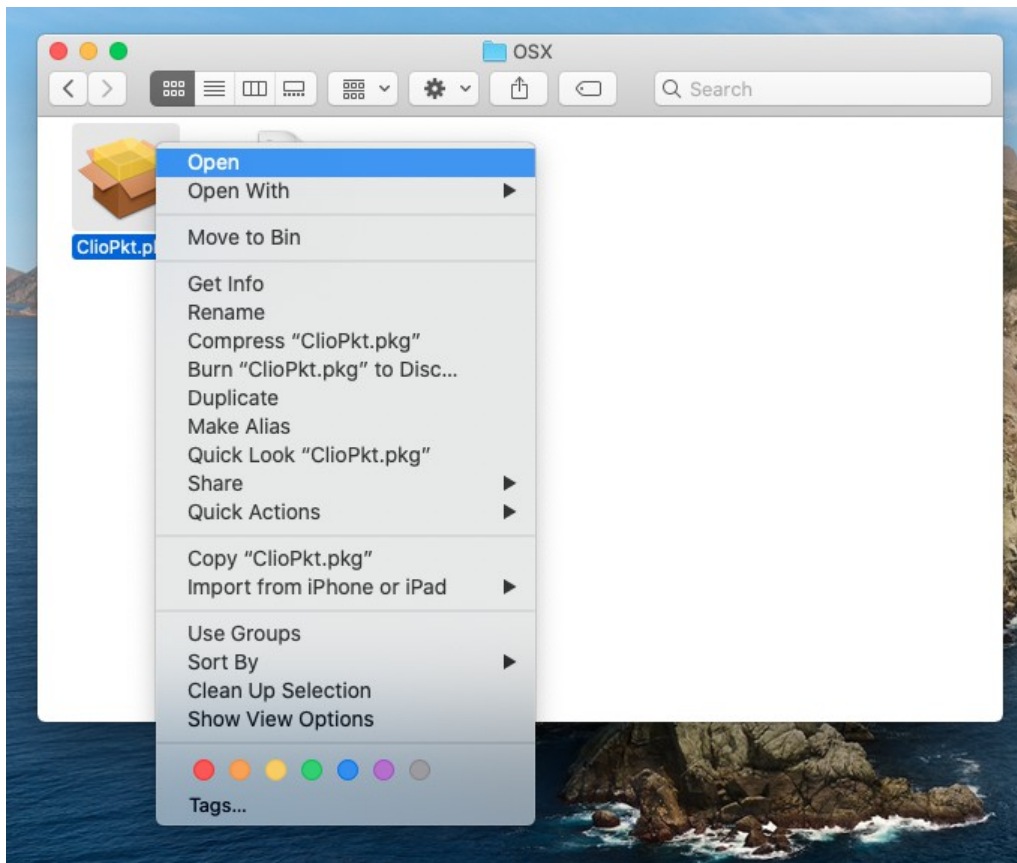 OSX
Search
ClioPkt.p
Open
Open With
Move to Bin
Get Info
Rename
Compress “ClioPkt.pkg”
Burn “ClioPkt.pkg” to Disc...
Duplicate
Make Alias
Quick Look “ClioPkt.pkg”
Share
Quick Actions
Copy “ClioPkt.pkg”
Import from iPhone or iPad
Use Groups
Sort By
Clean Up Selection
Show View Options
Tags...